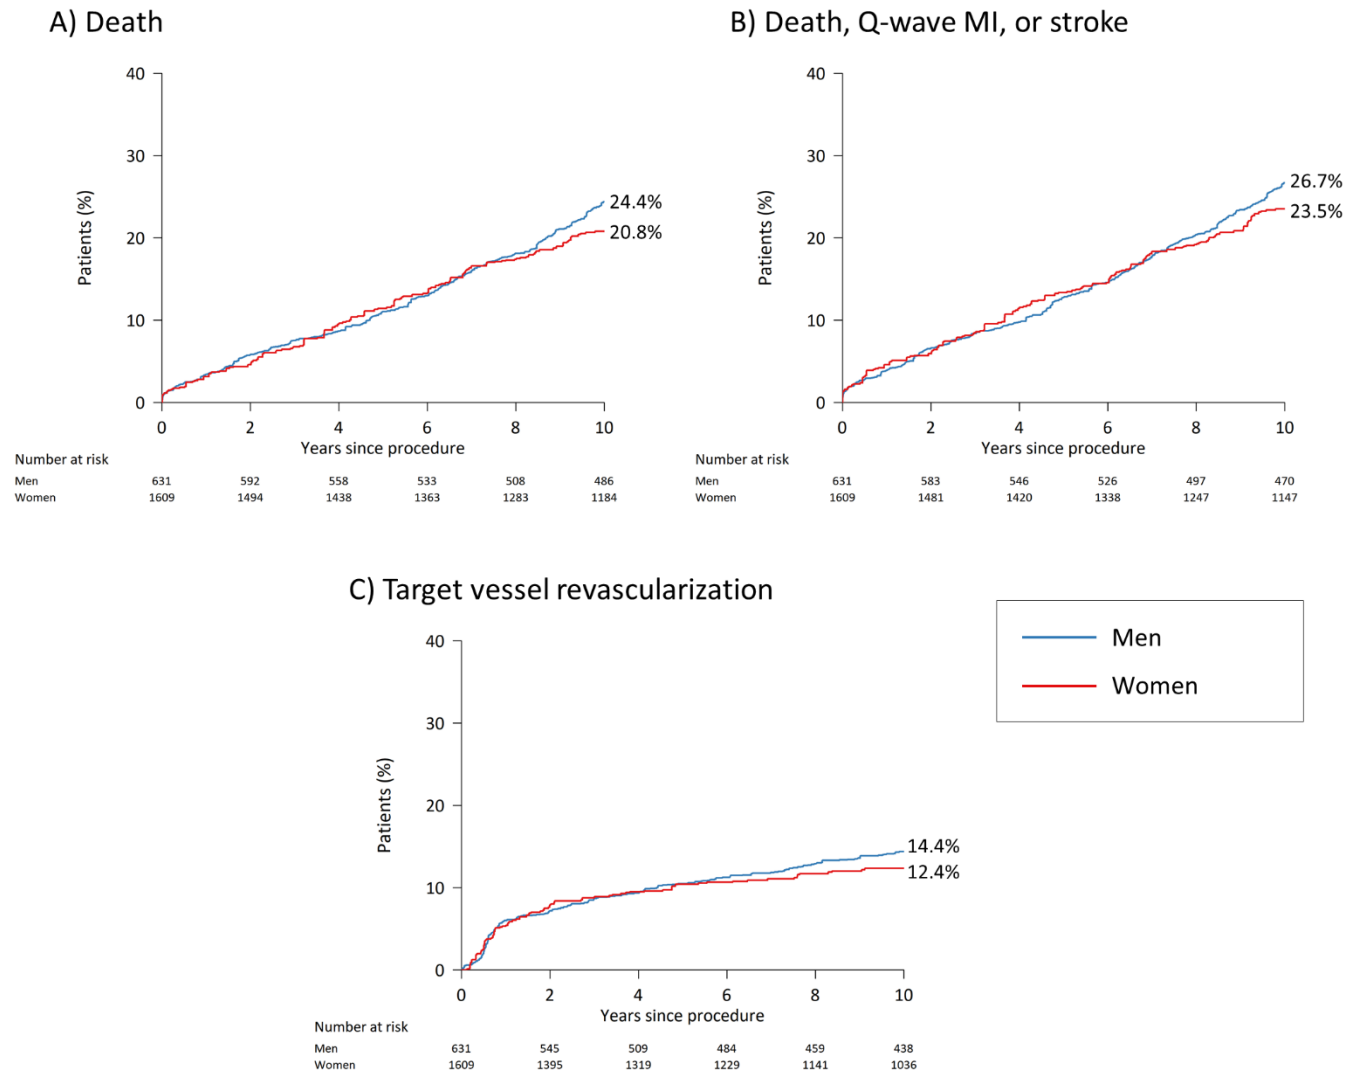 A) Death
40
30
20
10
0
Patients (%)
24.4%
20.8%
0 2 4 6 8 10
Years since procedure
Number at risk
Men 631 592 558 533 508 486
Women 1609 1494 1438 1363 1283 1184
B) Death, Q-wave MI, or stroke
40
30
20
10
0
Patients (%)
26.7%
23.5%
0 2 4 6 8 10
Years since procedure
Number at risk
Men 631 583 546 526 497 470
Women 1609 1481 1420 1338 1247 1147
C) Target vessel revascularization
40
30
20
10
0
Patients (%)
14.4%
12.4%
0 2 4 6 8 10
Years since procedure
Number at risk
Men 631 545 509 484 459 438
Women 1609 1395 1319 1229 1141 1036
Men
Women